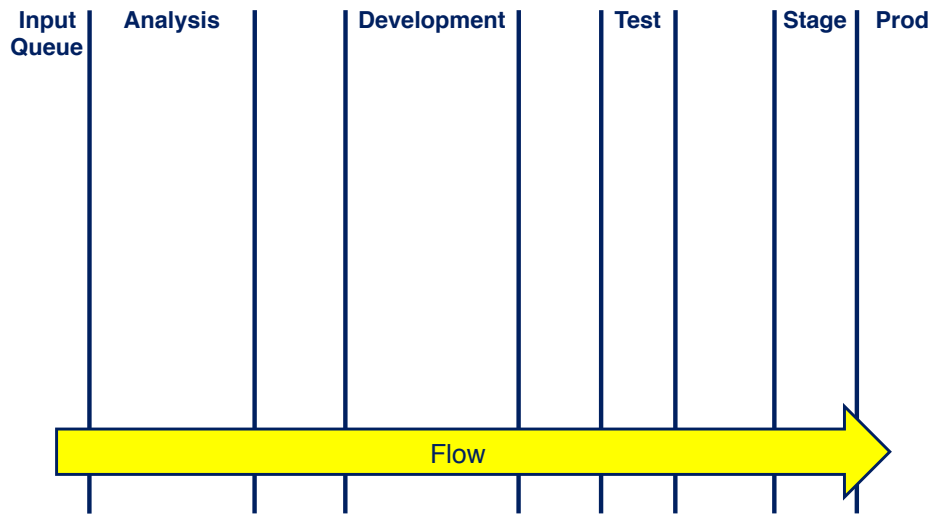 Input
Queue
Analysis
Development
Test
Stage
Prod
Flow